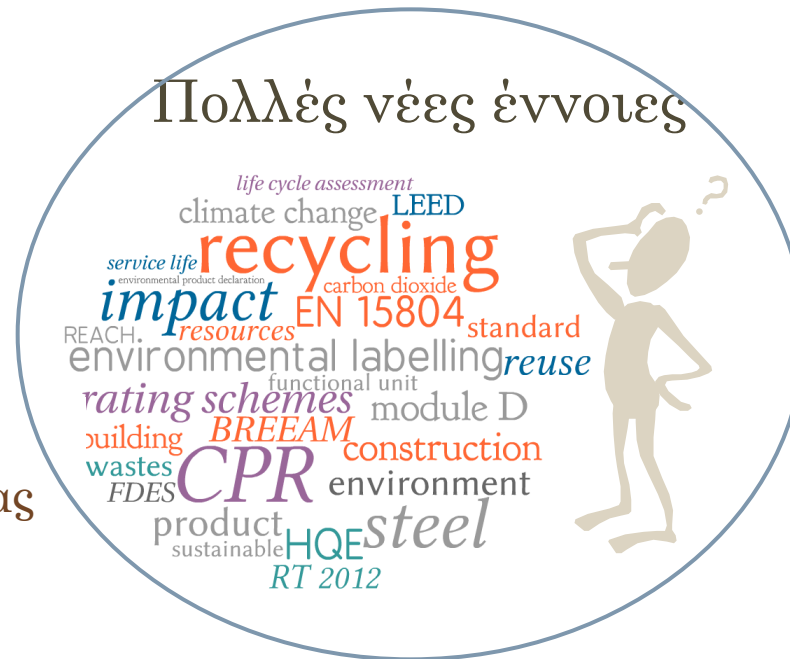 Πολλές νέες έννοιες
life cycle assessment
climate change LEED
recycling
service life
environmental product declaration
carbon dioxide
impact EN 15804
REACH resources standard
environmental labelling reuse
functional unit
rating schemes module D
building BREEAM construction
wastes CPR environment
FDES
ας
product steel
sustainable HQE
RT 2012
?